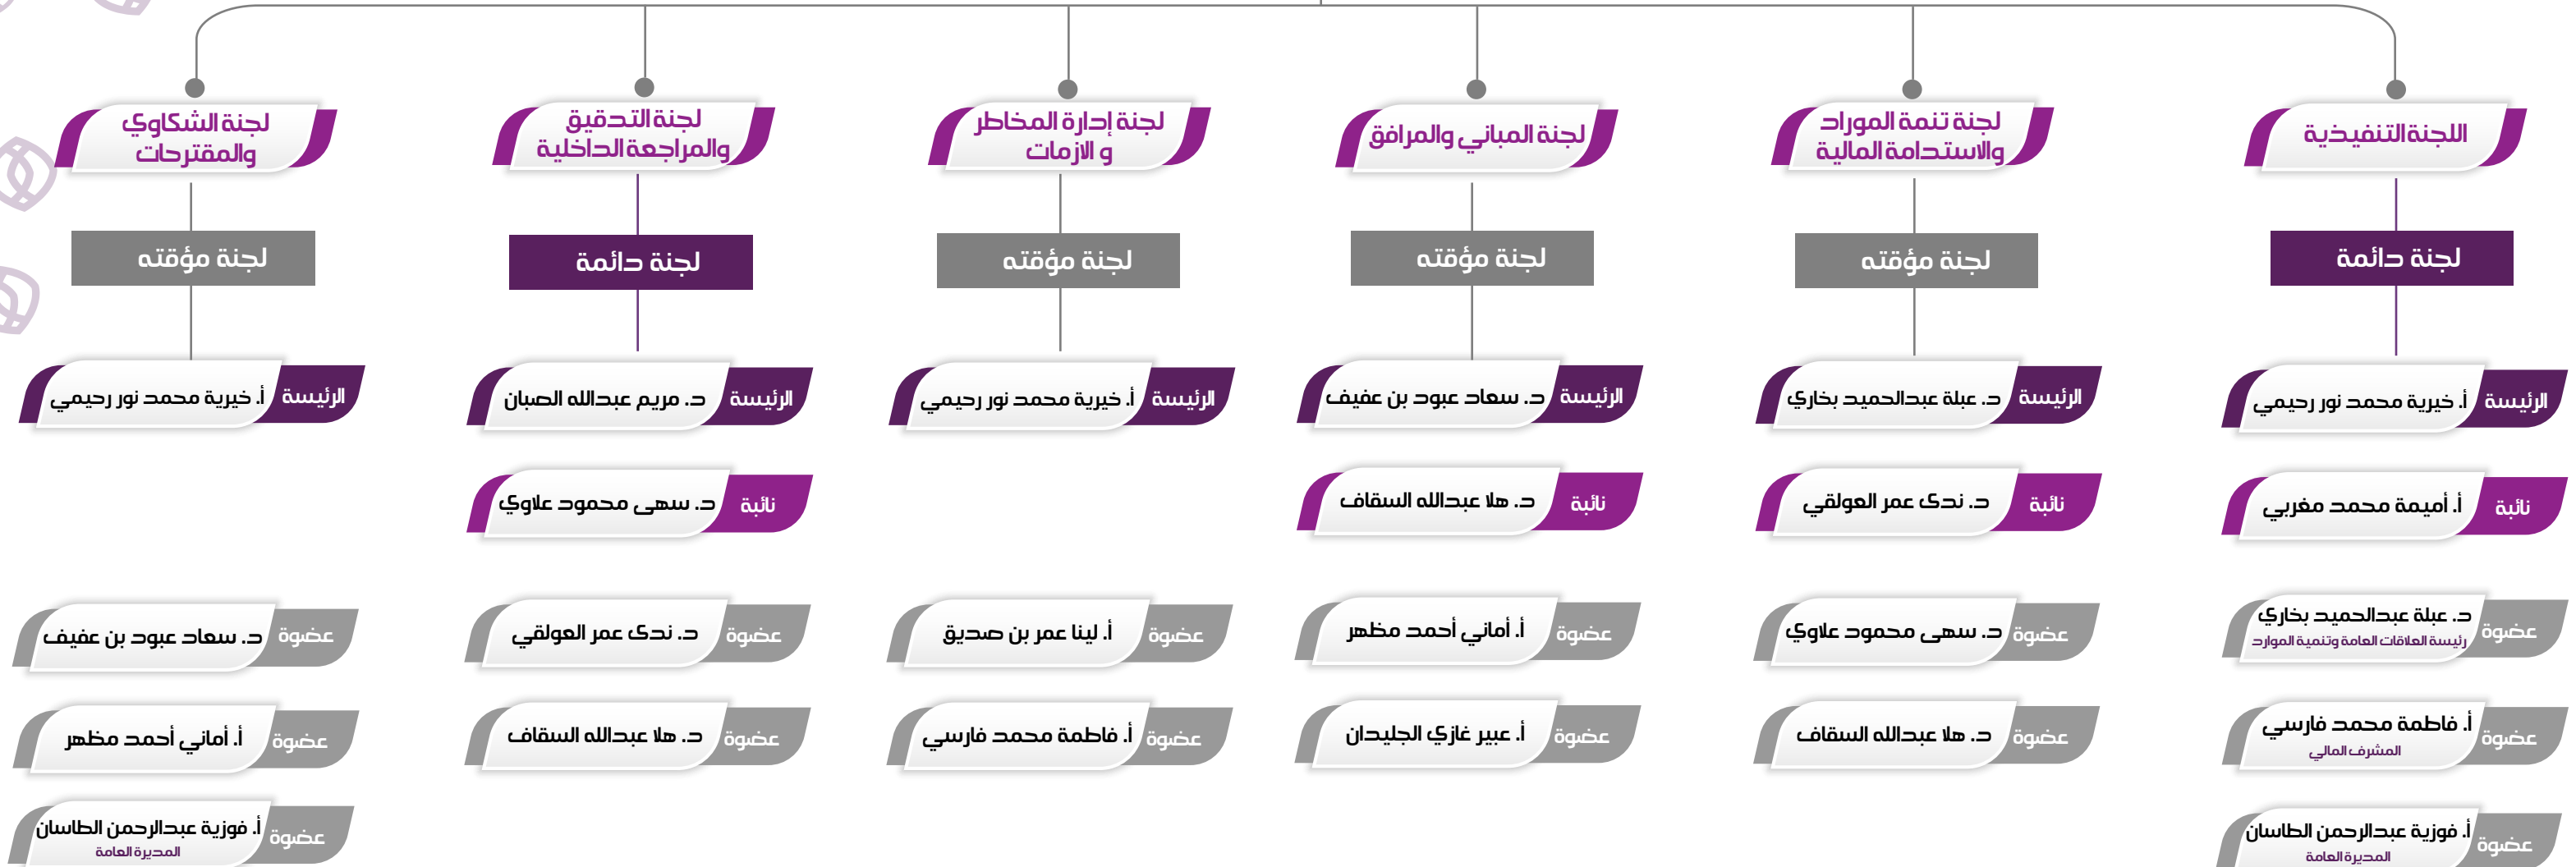 اللجنة التنفيذية
لجنة دائمة
الرئيسة
أ. خيرية محمد نور رحيمي
نائبة
أ. أميمة محمد مغربي
عضوة
د. عبلة عبدالحميد بخاري
رئيسة العلاقات العامة وتنمية الموارد
عضوة
أ. فاطمة محمد فارسي
المشرف المالي
عضوة
أ. فوزية عبدالرحمن الطاسان
المديرة العامة
لجنة تنمة الموراد
والاستدامة المالية
لجنة مؤقته
الرئيسة
د. عبلة عبدالحميد بخاري
نائبة
د. ندى عمر العولقي
عضوة
د. سهى محمود علاوي
عضوة
د. هلا عبدالله السقاف
لجنة المباني والمرافق
لجنة مؤقته
الرئيسة
د. سعاد عبود بن عفيف
نائبة
د. هلا عبدالله السقاف
عضوة
أ. أماني أحمد مظهر
عضوة
أ. عبير غازي الجليدان
لجنة إدارة المخاطر
و الازمات
لجنة مؤقته
الرئيسة
أ. خيرية محمد نور رحيمي
عضوة
أ. لينا عمر بن صديق
عضوة
أ. فاطمة محمد فارسي
لجنة التدقيق
والمراجعة الداخلية
لجنة دائمة
الرئيسة
د. مريم عبدالله الصبان
نائبة
د. سهى محمود علاوي
عضوة
د. ندى عمر العولقي
عضوة
د. هلا عبدالله السقاف
لجنة الشكاوي
والمقترحات
لجنة مؤقته
الرئيسة
أ. خيرية محمد نور رحيمي
عضوة
د. سعاد عبود بن عفيف
عضوة
أ. أماني أحمد مظهر
عضوة
أ. فوزية عبدالرحمن الطاسان
المديرة العامة